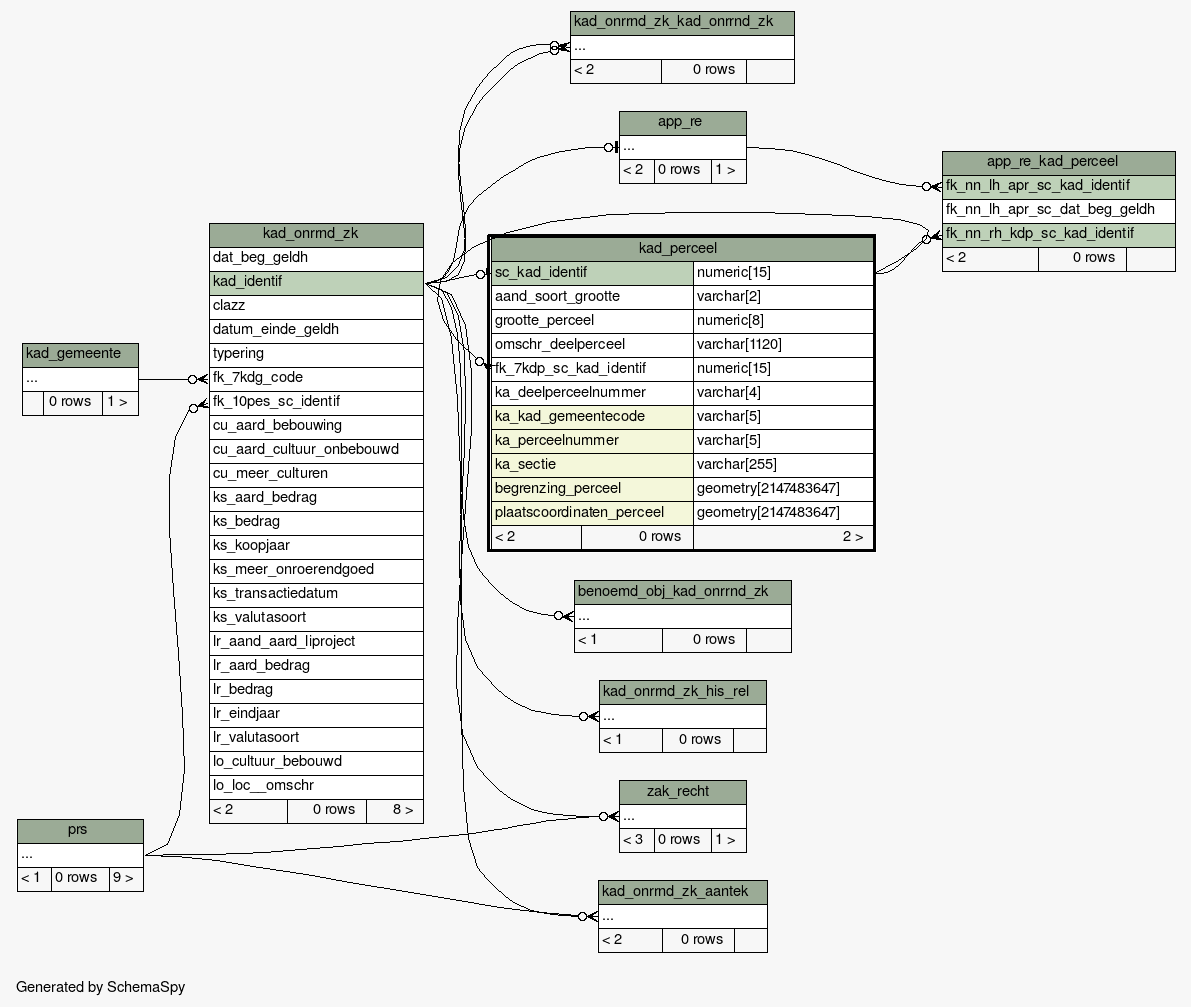 kad_onrrnd_zk_kad_onrrnd_zk
...
< 2 0 rows
app_re
...
< 2 0 rows 1 >
app_re_kad_perceel
fk_nn_lh_apr_sc_kad_identif
fk_nn_lh_apr_sc_dat_beg_geldh
fk_nn_rh_kdp_sc_kad_identif
< 2 0 rows
kad_onrrnd_zk
dat_beg_geldh
kad_identif
clazz
datum_einde_geldh
typering
fk_7kdg_code
fk_10pes_sc_identif
cu_aard_bebouwing
cu_aard_cultuur_onbebouwd
cu_meer_culturen
ks_aard_bedrag
ks_bedrag
ks_koopjaar
ks_meer_onroerendgoed
ks_transactiedatum
ks_valutasoort
lr_aand_aard_liproject
lr_aard_bedrag
lr_bedrag
lr_eindjaar
lr_valutasoort
lo_cultuur_bebouwd
lo_loc__omschr
< 2 0 rows 8 >
kad_perceel
sc_kad_identif numeric[15]
aand_soort_grootte varchar[2]
grootte_perceel numeric[8]
omschr_deelperceel varchar[1120]
fk_7kdp_sc_kad_identif numeric[15]
ka_deelperceelnummer varchar[4]
ka_kad_gemeentecode varchar[5]
ka_perceelnummer varchar[5]
ka_sectie varchar[255]
begrenzing_perceel geometry[2147483647]
plaatscoordinaten_perceel geometry[2147483647]
< 2 0 rows 2 >
kad_gemeente
...
0 rows 1 >
benoemd_obj_kad_onrrnd_zk
...
< 1 0 rows
kad_onrrnd_zk_his_rel
...
< 1 0 rows
zak_recht
...
< 3 0 rows 1 >
prs
...
< 1 0 rows 9 >
kad_onrrnd_zk_aantek
...
< 2 0 rows
Generated by SchemaSpy